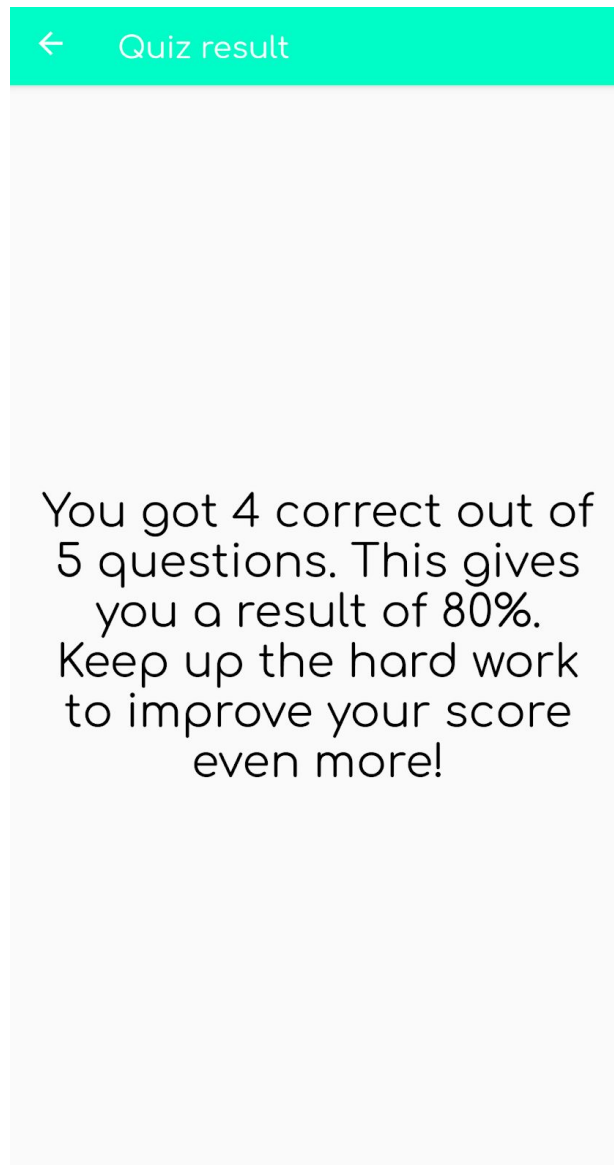 Quiz result
You got 4 correct out of
5 questions. This gives
you a result of 80%.
Keep up the hard work
to improve your score
even more!